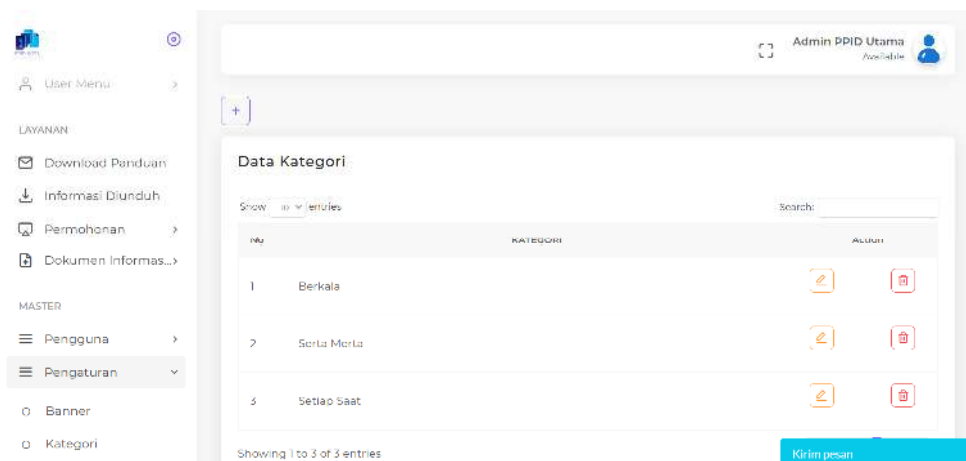 Admin PPID Utama
Available
User Menu
LAYANAN
Download Panduan
Informasi Diunduh
Permohonan
Dokumen Informas...
MASTER
Pengguna
Pengaturan
Banner
Kategori
+
Data Kategori
Show 10 entries
Search:
No KATEGORI Action
1 Berkala
2 Serta Merta
3 Setiap Saat
Showing 1 to 3 of 3 entries
Kirim pesan